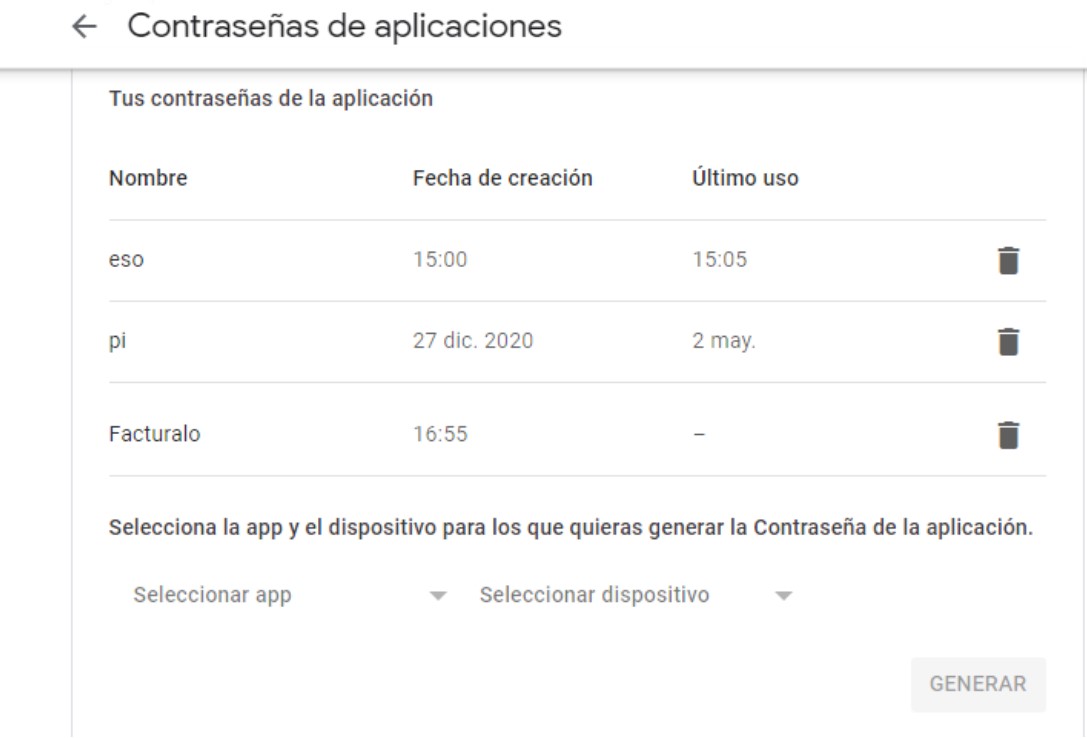 Contraseñas de aplicaciones
Tus contraseñas de la aplicación
Nombre Fecha de creación Último uso
eso 15:00 15:05
pi 27 dic. 2020 2 may.
Facturalo 16:55 –
Selecciona la app y el dispositivo para los que quieras generar la Contraseña de la aplicación.
Seleccionar app Seleccionar dispositivo
GENERAR